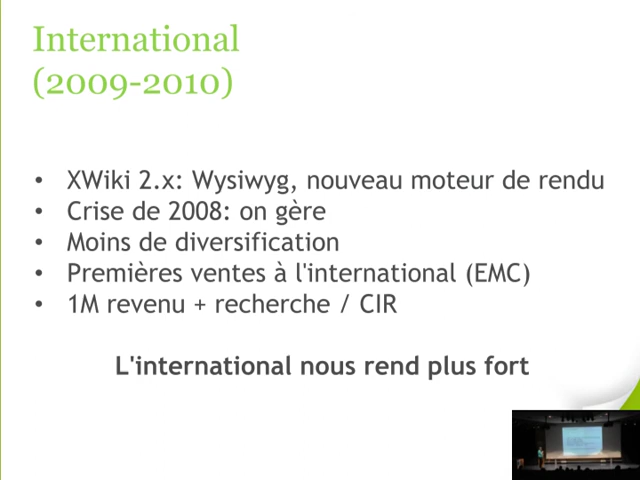 International
(2009-2010)
• XWiki 2.x: Wysiwyg, nouveau moteur de rendu
• Crise de 2008: on gère
• Moins de diversification
• Premières ventes à l'international (EMC)
• 1M revenu + recherche / CIR
L'international nous rend plus fort